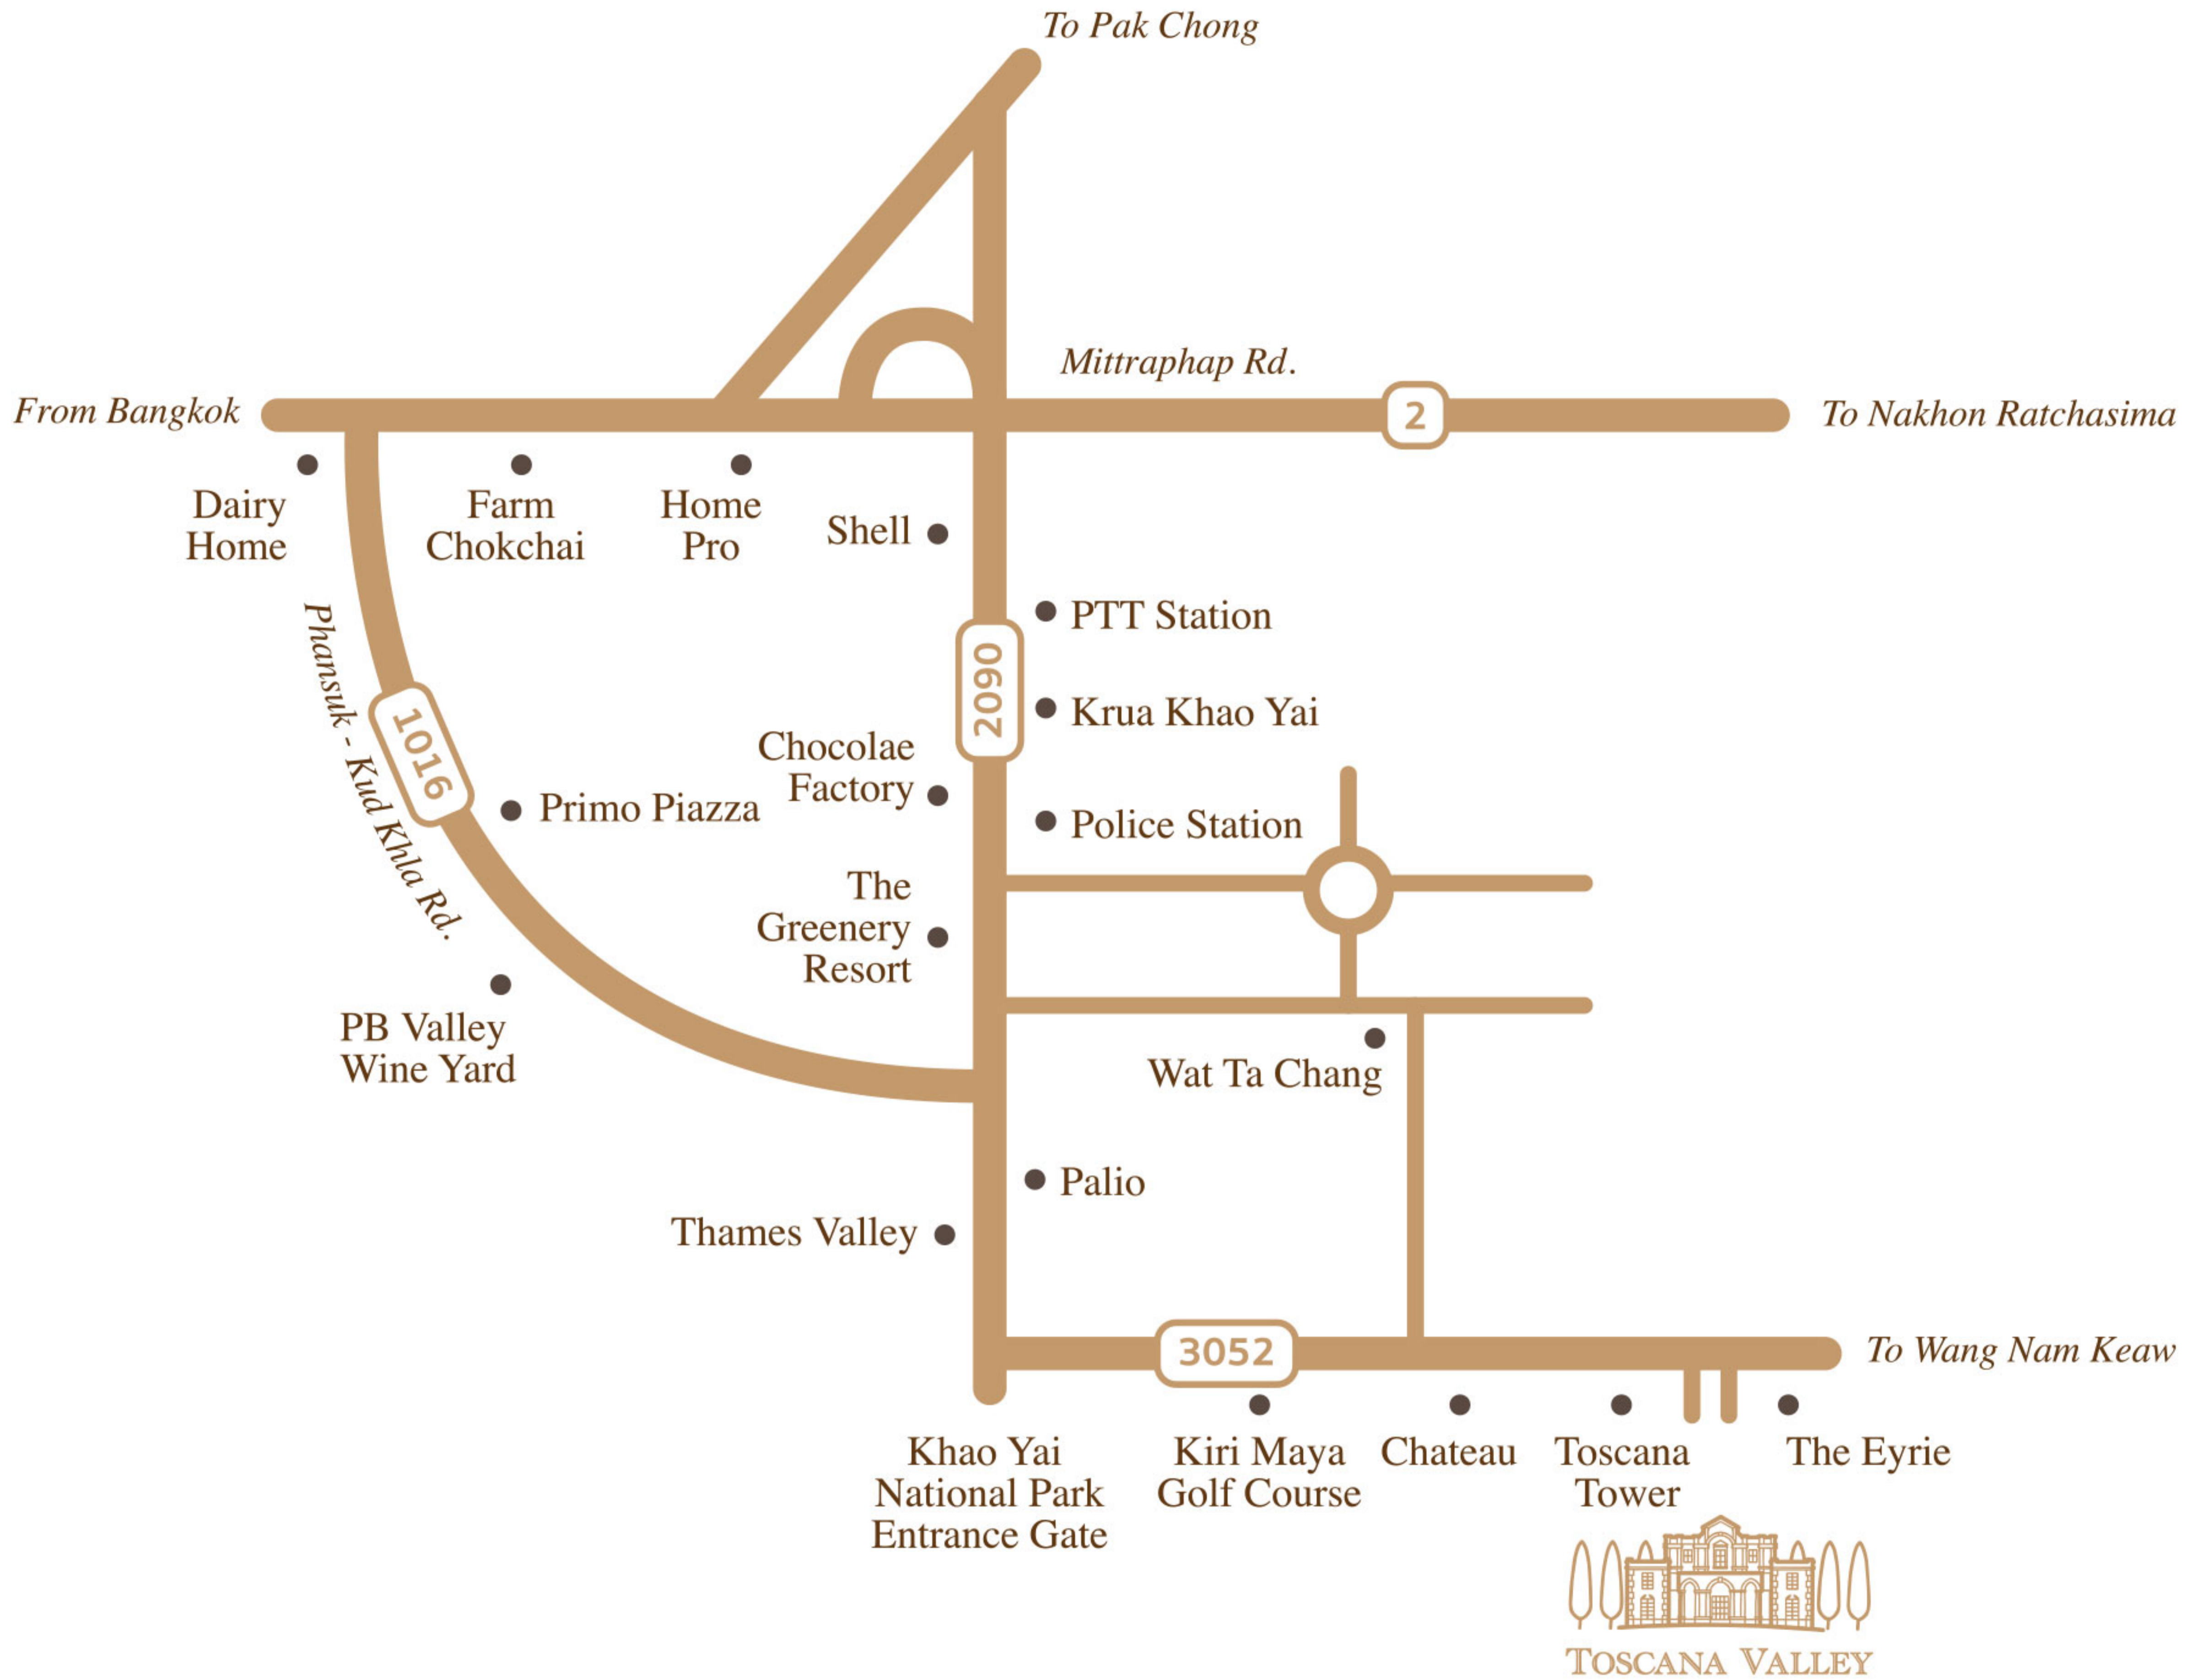 To Pak Chong
Mittraphap Rd.
From Bangkok
2
To Nakhon Ratchasima
Dairy
Home
Farm
Chokchai
Home
Pro
Shell
PTT Station
Phansuk - Kud Khla Rd.
1016
2090
Krua Khao Yai
Chocolae
Factory
Primo Piazza
Police Station
The
Greenery
Resort
PB Valley
Wine Yard
Wat Ta Chang
Palio
Thames Valley
3052
To Wang Nam Keaw
Khao Yai
National Park
Entrance Gate
Kiri Maya
Golf Course
Chateau
Toscana
Tower
The Eyrie
TOSCANA VALLEY